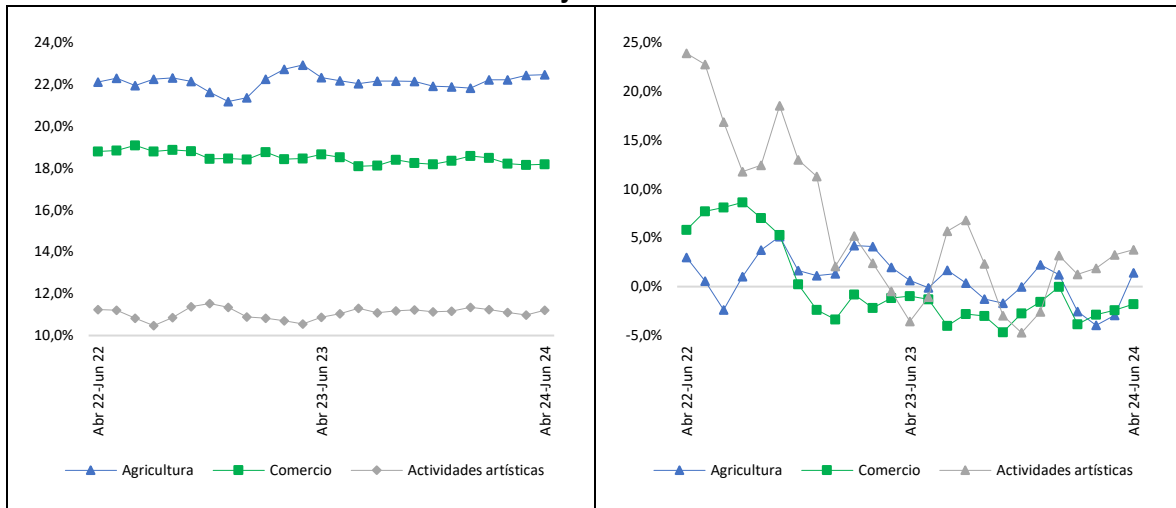 24,0%
22,0%
20,0%
18,0%
16,0%
14,0%
12,0%
10,0%
Abr 22-Jun 22
Abr 23-Jun 23
Abr 24-Jun 24
Agricultura
Comercio
Actividades artísticas
25,0%
20,0%
15,0%
10,0%
5,0%
0,0%
-5,0%
Abr 22-Jun 22
Abr 23-Jun 23
Abr 24-Jun 24
Agricultura
Comercio
Actividades artísticas